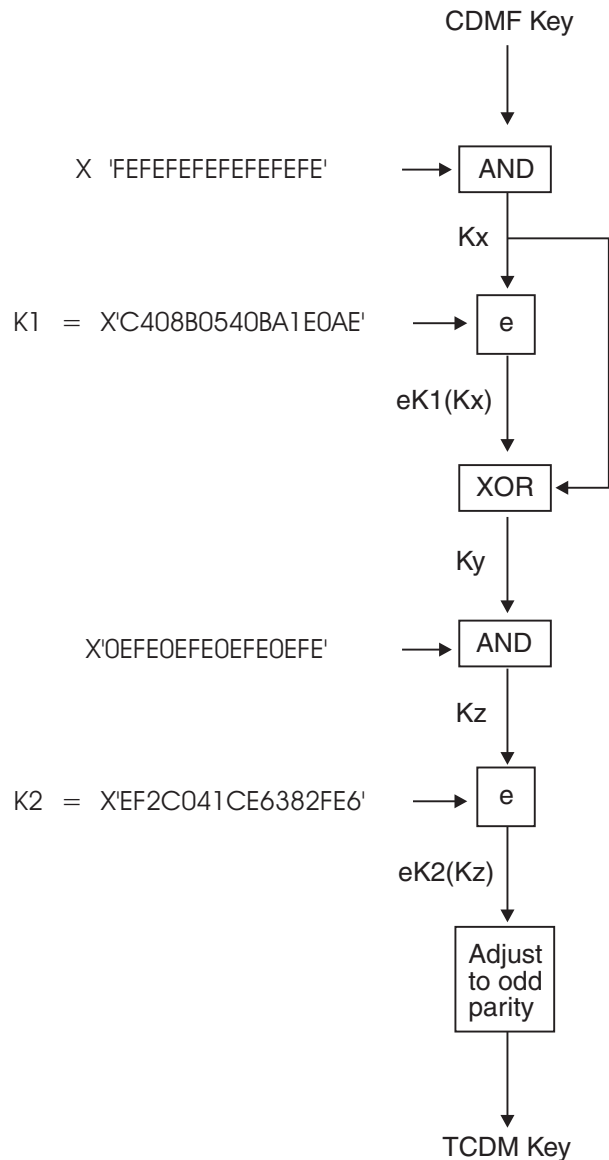 CDMF Key
X 'FEFEFEFEFEFEFEFE'
AND
Kx
K1 = X'C408B0540BA1E0AE'
e
eK1(Kx)
XOR
Ky
X'0EFE0EFE0EFE0EFE'
AND
Kz
K2 = X'EF2C041CE6382FE6'
e
eK2(Kz)
Adjust
to odd
parity
TCDM Key